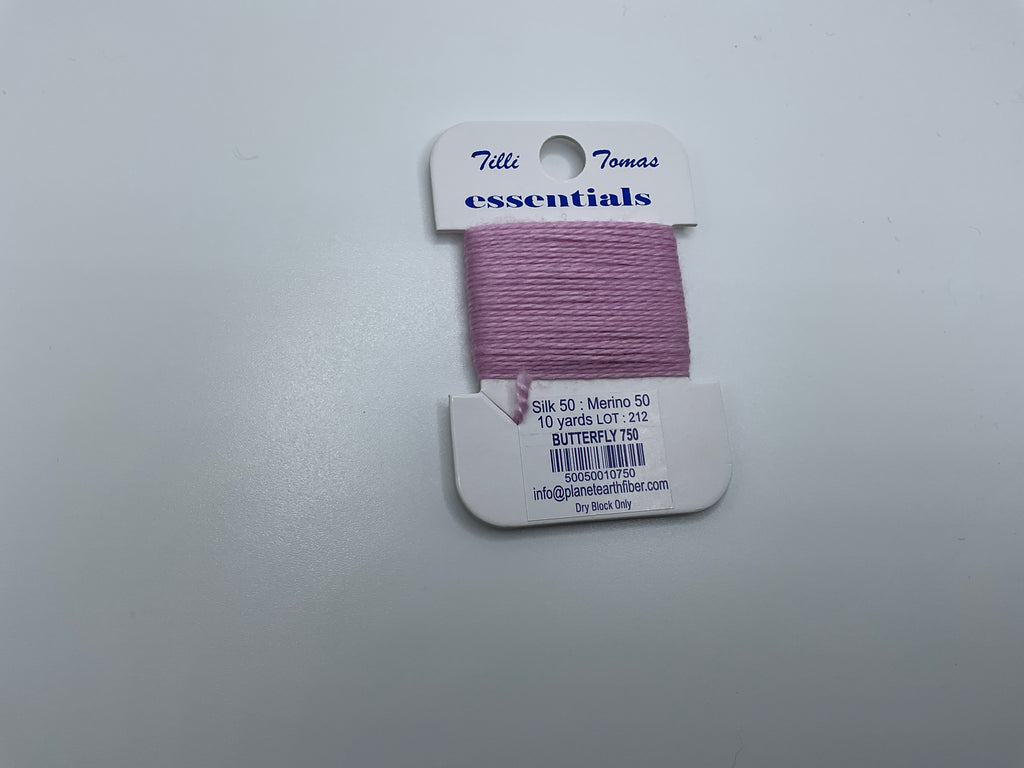 Tilli Tomas
essentials
Silk 50 : Merino 50
10 yards LOT : 212
BUTTERFLY 750
50050010750
info@planetearthfiber.com
Dry Block Only